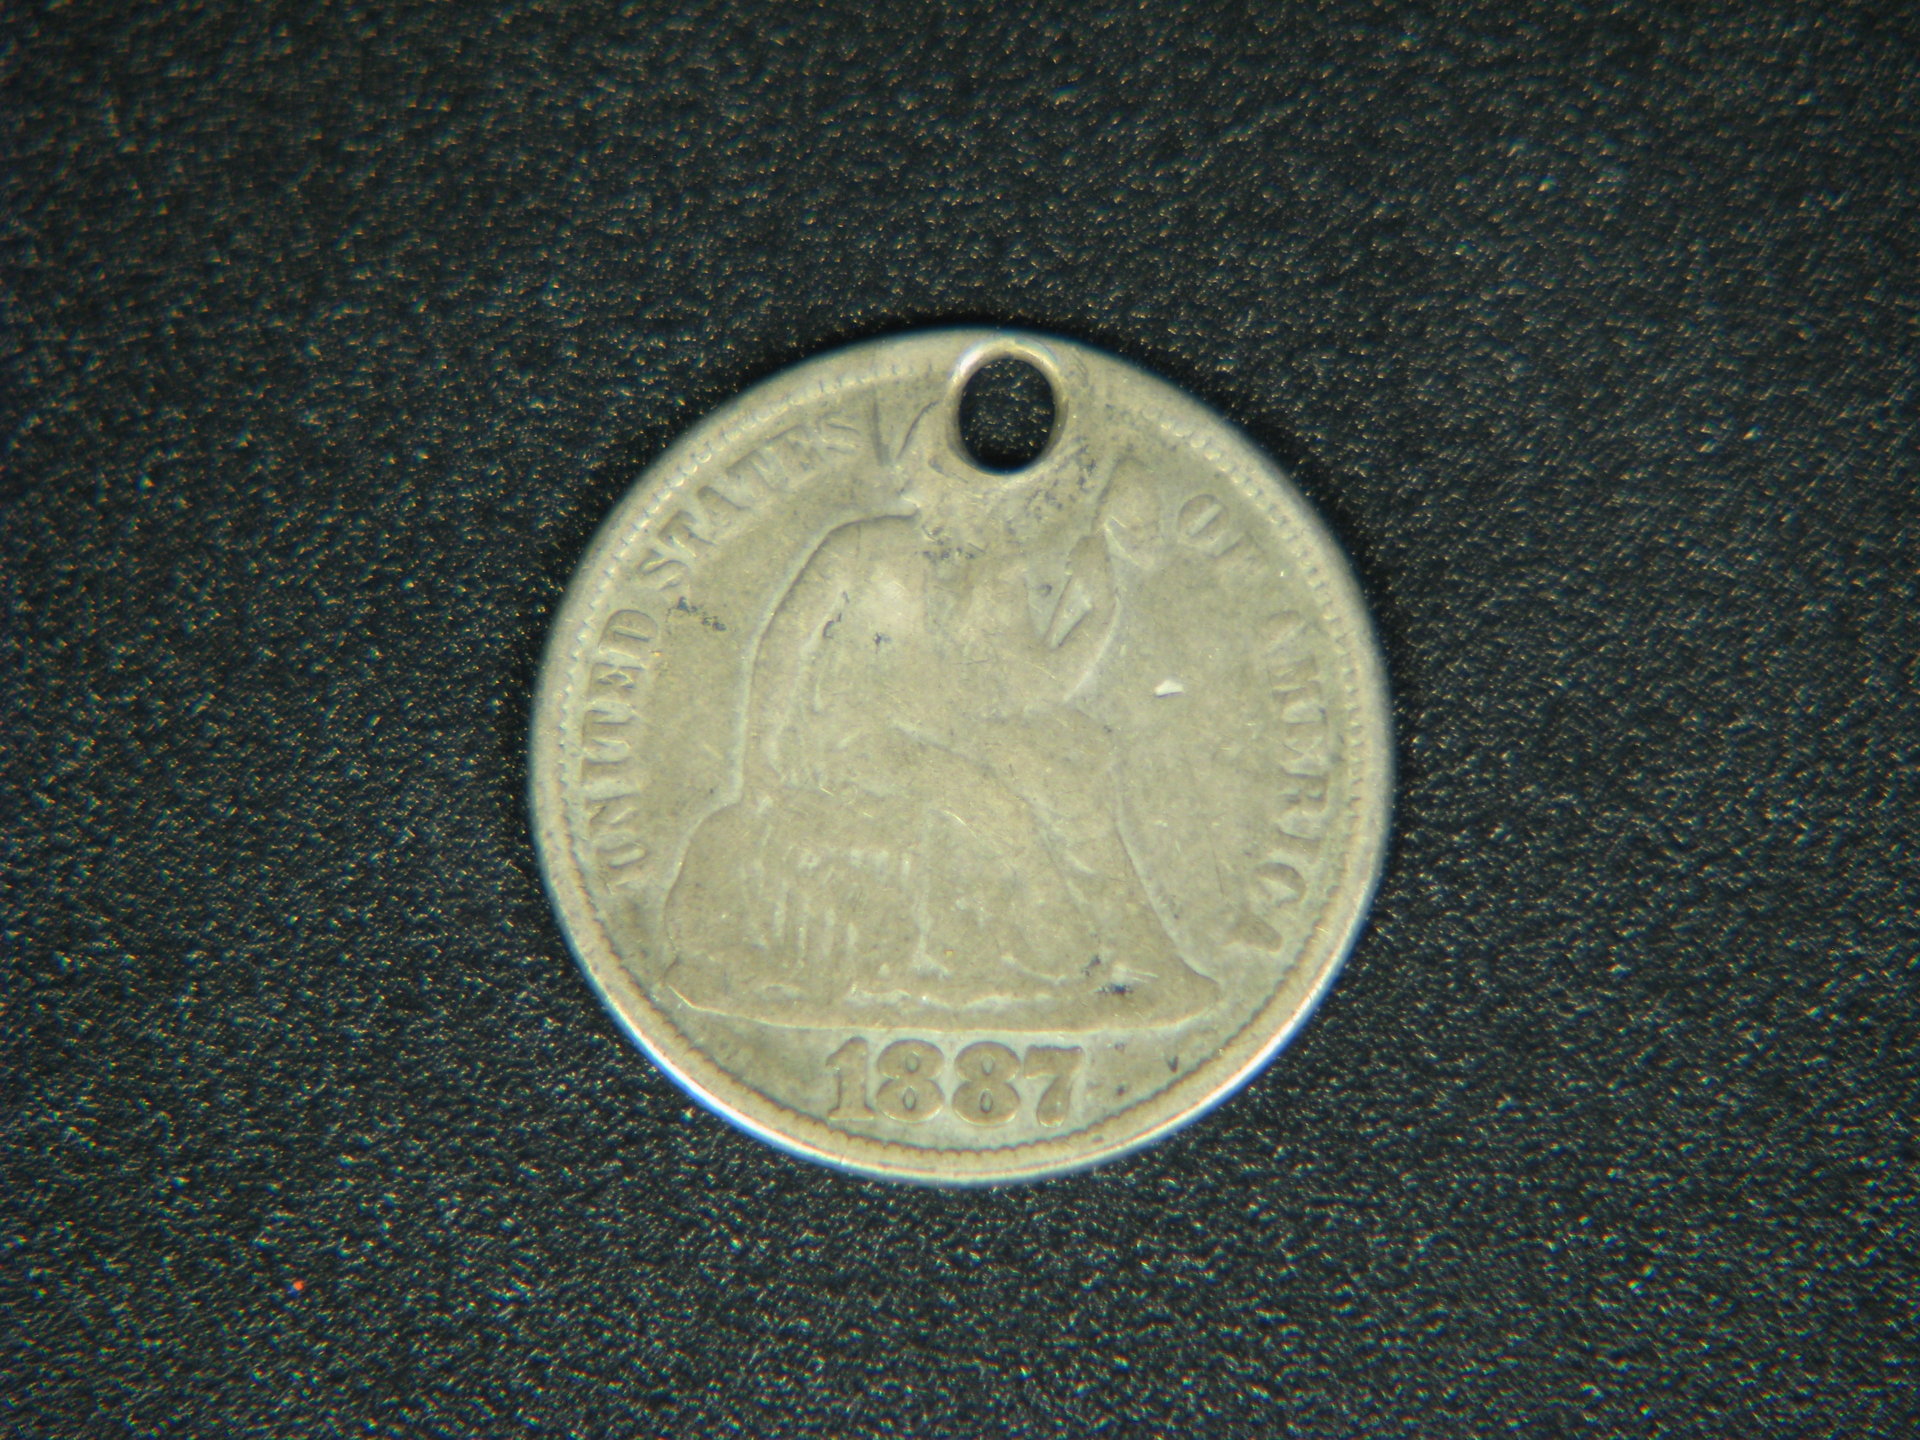 UNITED STATES OF AMERICA
1887